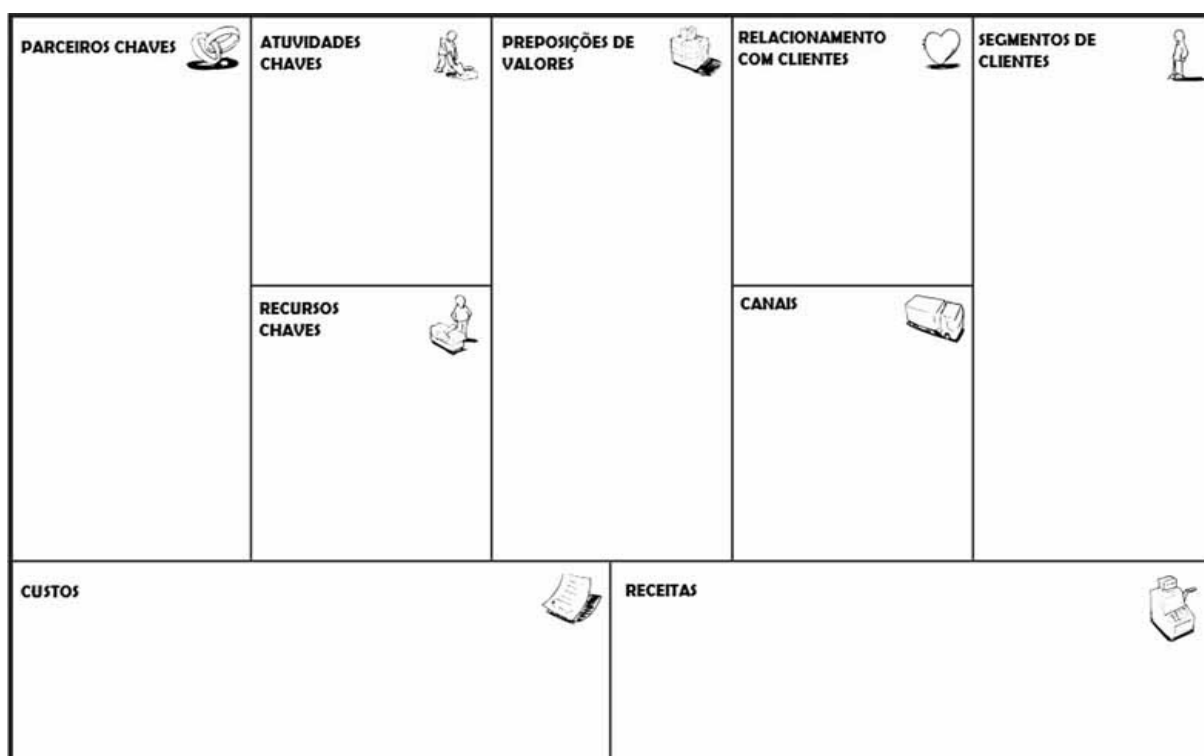 PARCEIROS CHAVES
ATUVIDADES
CHAVES
PREPOSIÇÕES DE
VALORES
RELACIONAMENTO
COM CLIENTES
SEGMENTOS DE
CLIENTES
RECURSOS
CHAVES
CANAIS
CUSTOS
RECEITAS